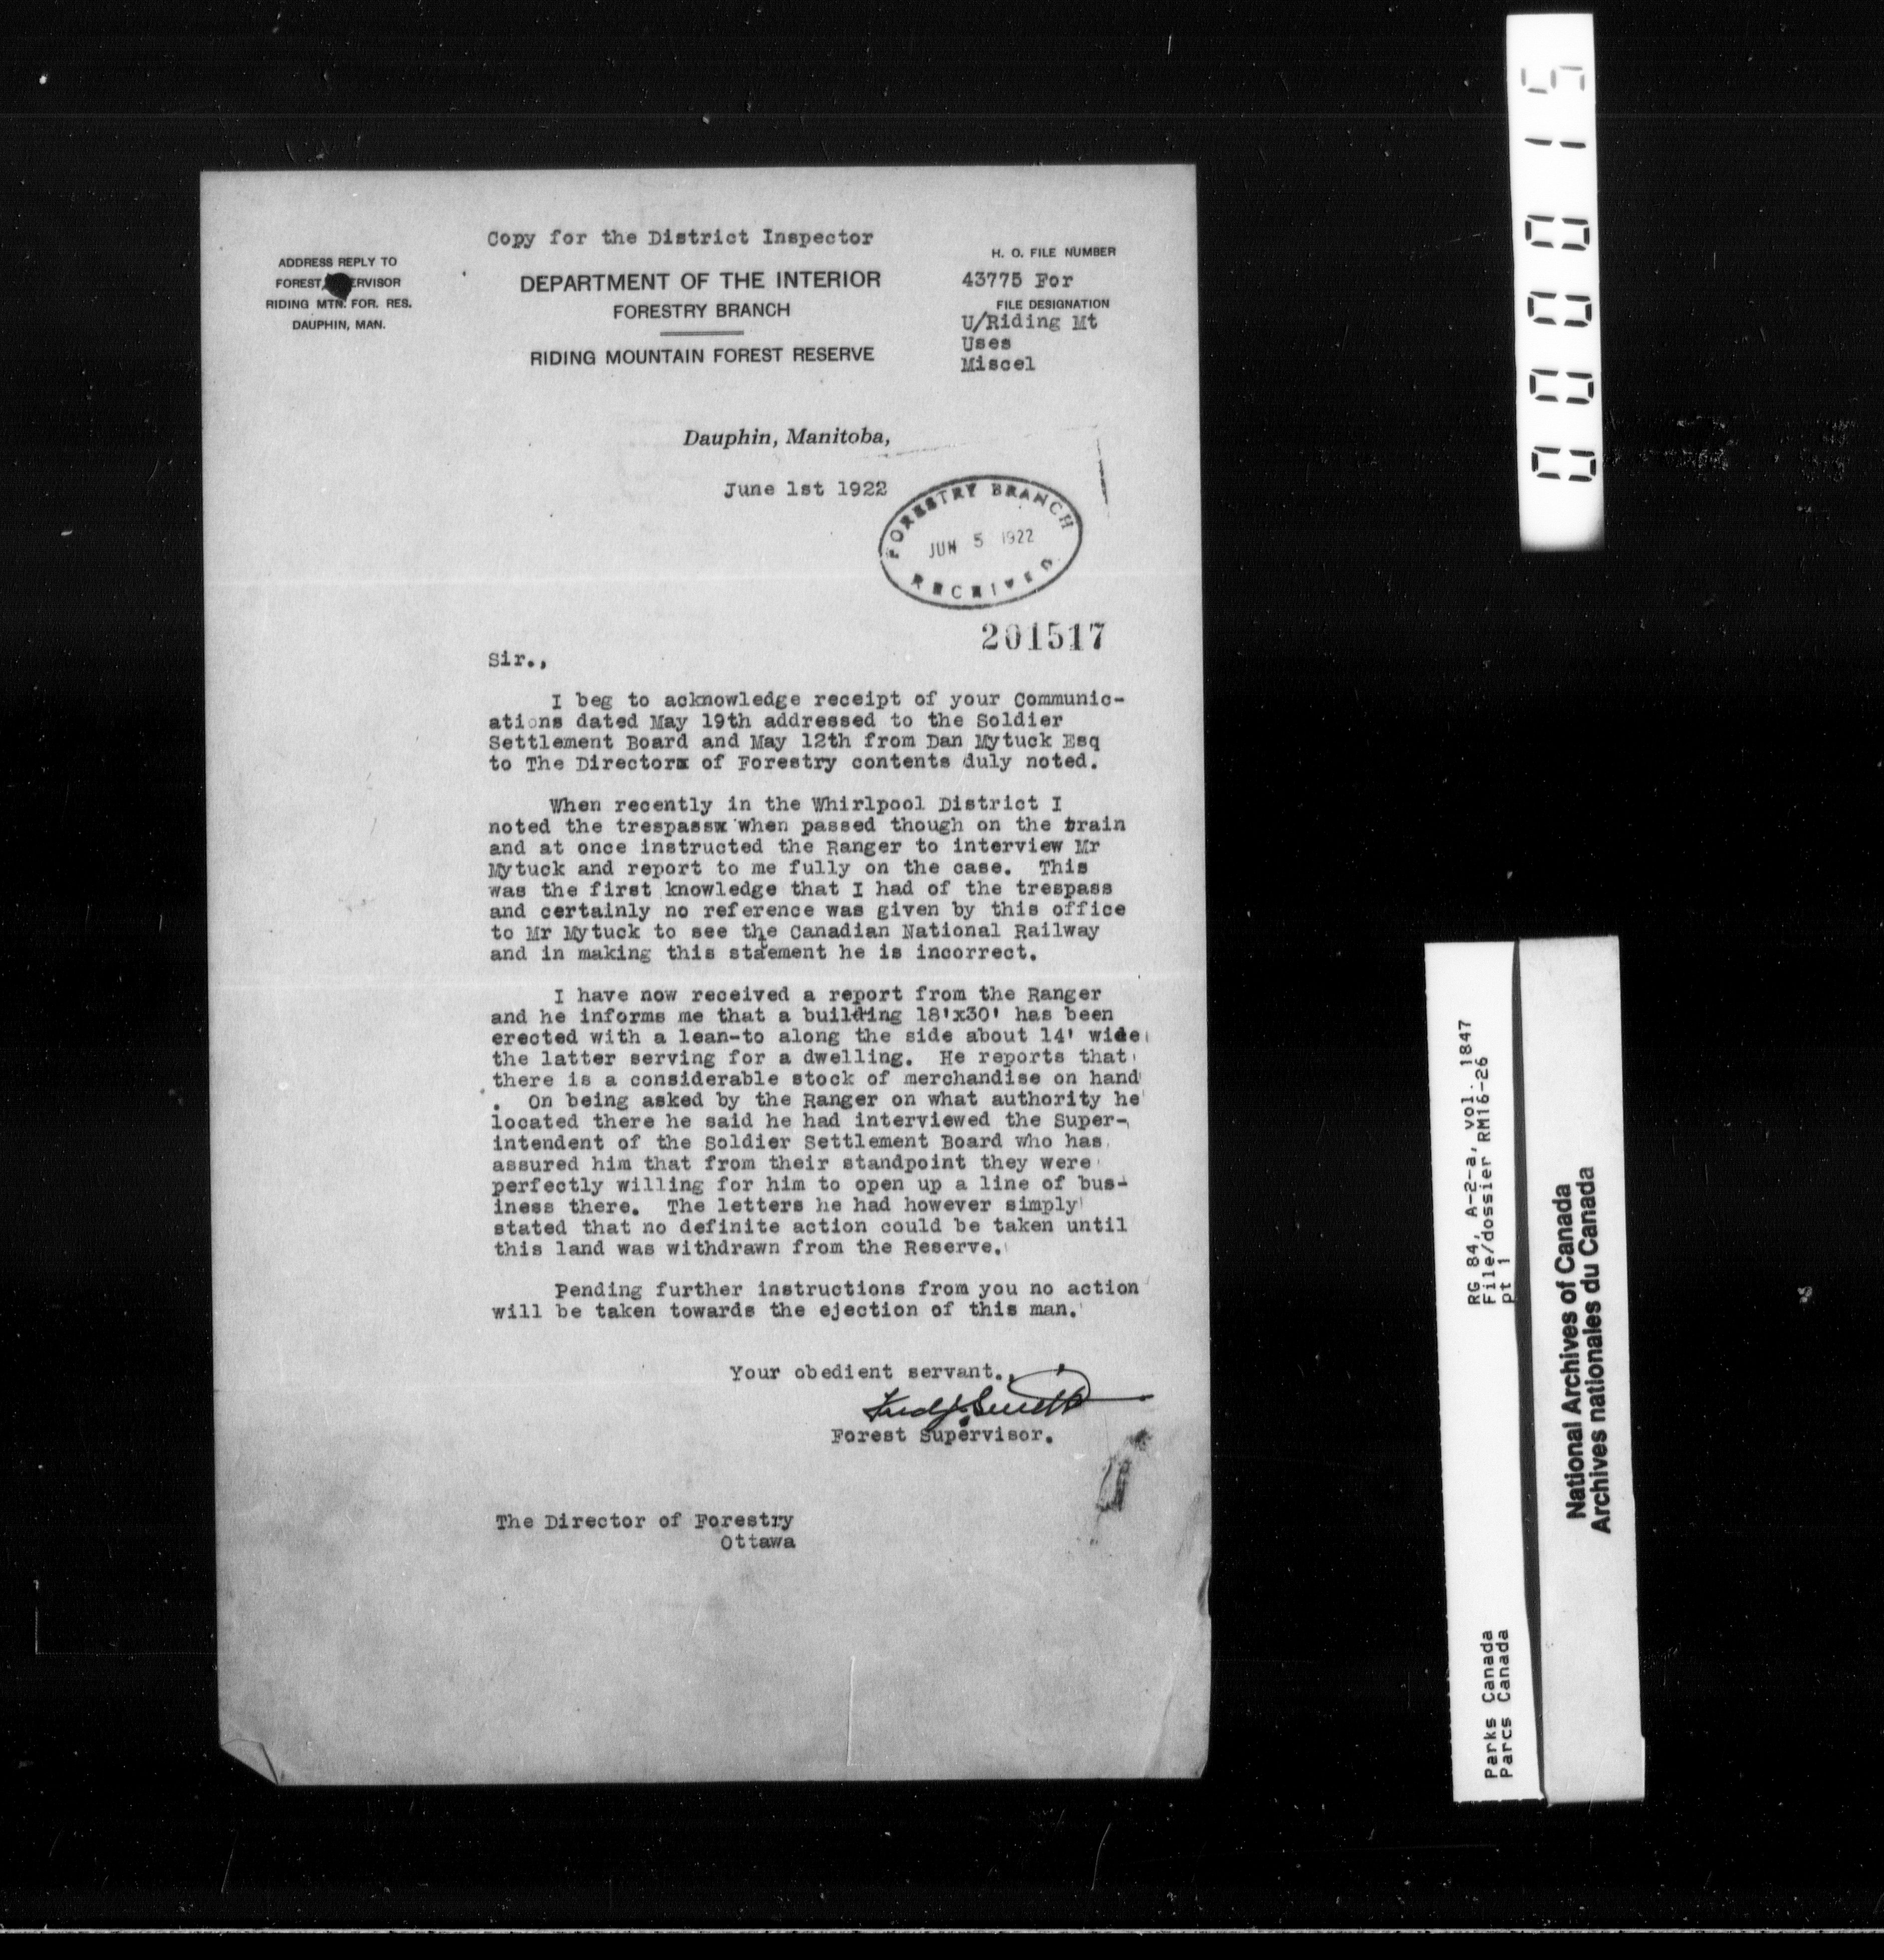 Copy for the District Inspector
ADDRESS REPLY TO
FOREST, ERVISOR
RIDING MTN. FOR. RES.
DAUPHIN, MAN.
DEPARTMENT OF THE INTERIOR
FORESTRY BRANCH
RIDING MOUNTAIN FOREST RESERVE
H. O. FILE NUMBER
43775 For
FILE DESIGNATION
U/Riding Mt
Uses
Miscel
Dauphin, Manitoba,
June 1st 1922
FORESTRY BRANCH
JUN 5 1922
RECEIVED
201517
Sir.,
I beg to acknowledge receipt of your Communic-
ations dated May 19th addressed to the Soldier
Settlement Board and May 12th from Dan Mytuck Esq
to The Directorx of Forestry contents duly noted.
When recently in the Whirlpool District I
noted the trespassx when passed though on the train
and at once instructed the Ranger to interview Mr
Mytuck and report to me fully on the case. This
was the first knowledge that I had of the trespass
and certainly no reference was given by this office
to Mr Mytuck to see the Canadian National Railway
and in making this statement he is incorrect.
I have now received a report from the Ranger
and he informs me that a building 18'x30' has been
erected with a lean-to along the side about 14' wide
the latter serving for a dwelling. He reports that
there is a considerable stock of merchandise on hand
. On being asked by the Ranger on what authority he
located there he said he had interviewed the Super-
intendent of the Soldier Settlement Board who has
assured him that from their standpoint they were
perfectly willing for him to open up a line of bus-
iness there. The letters he had however simply
stated that no definite action could be taken until
this land was withdrawn from the Reserve.
Pending further instructions from you no action
will be taken towards the ejection of this man.
Your obedient servant.,
Smith
Forest Supervisor.
The Director of Forestry
Ottawa
000015
RG 84, A-2-a, vol. 1847
File/dossier RM16-26
pt 1
Parks Canada
Parcs Canada
National Archives of Canada
Archives nationales du Canada